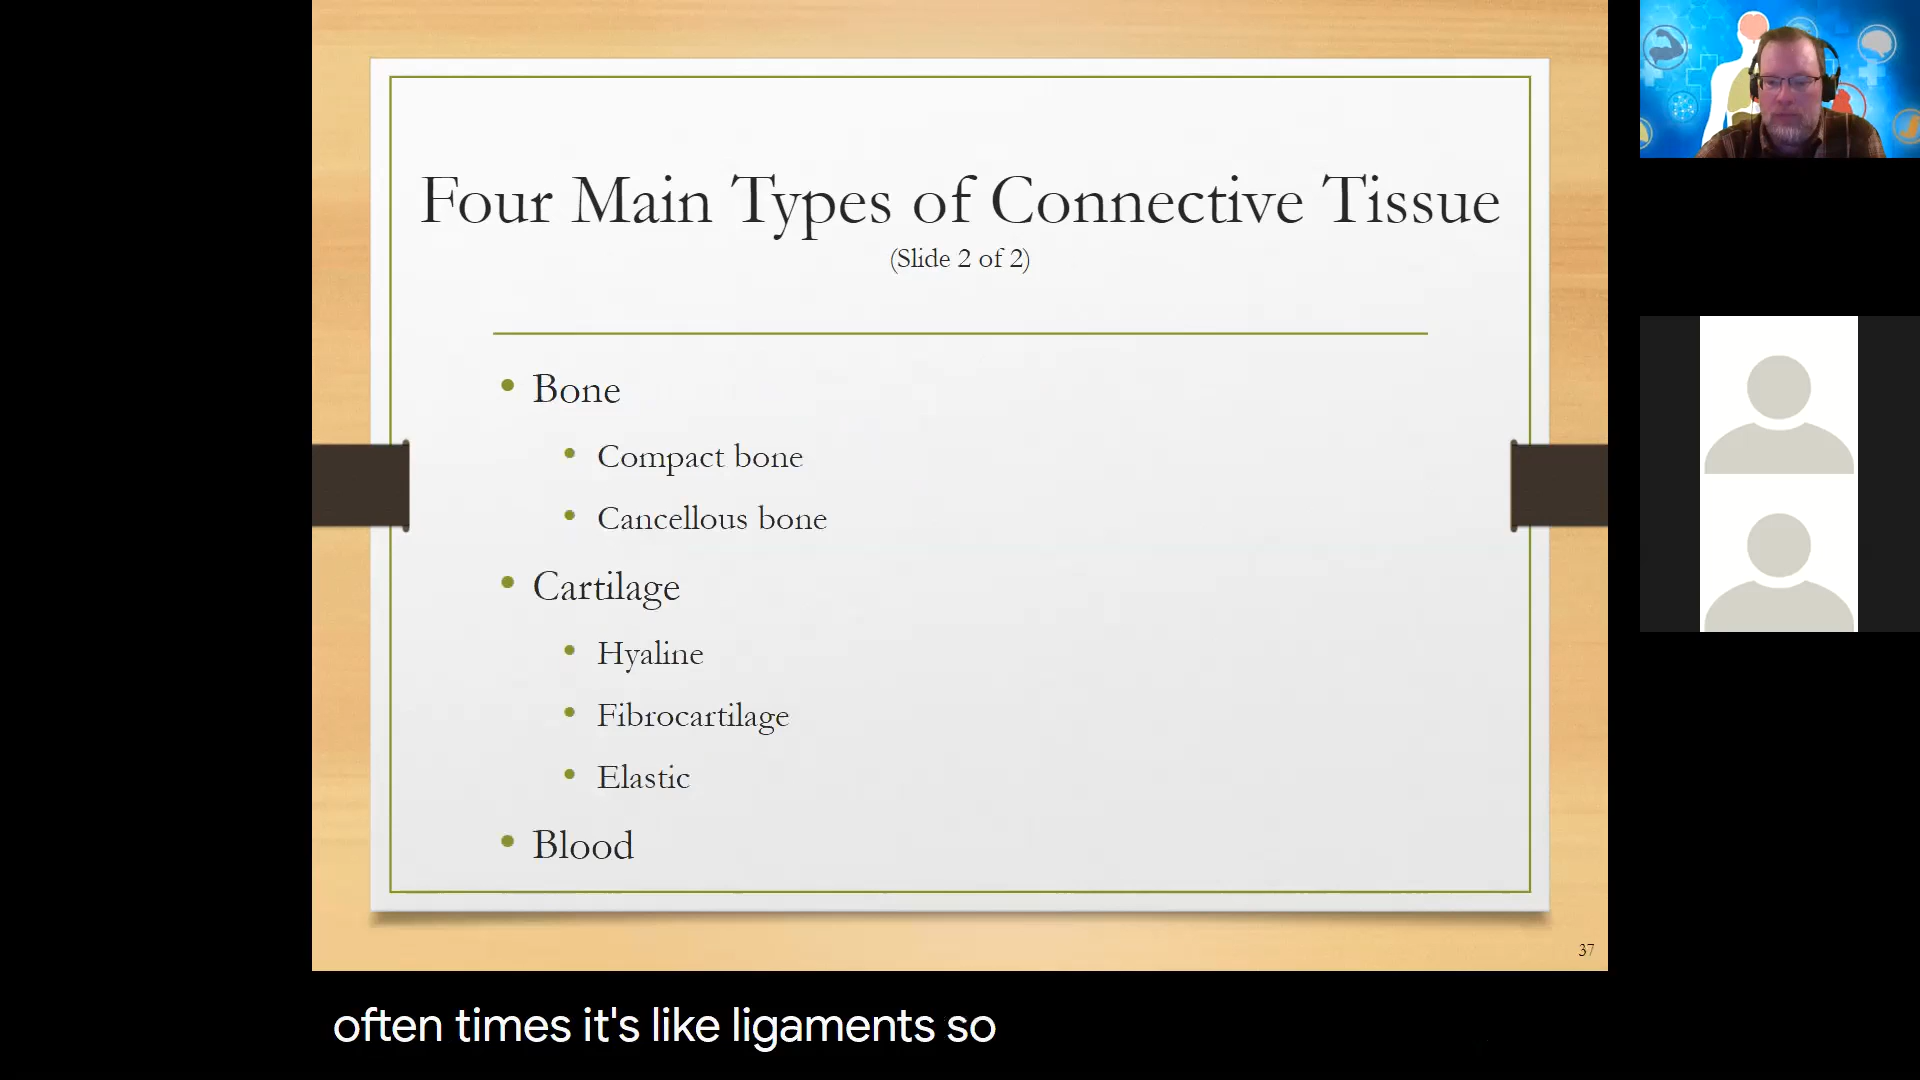 Four Main Types of Connective Tissue
(Slide 2 of 2)
Bone
Compact bone
Cancellous bone
Cartilage
Hyaline
Fibrocartilage
Elastic
Blood
37
often times it's like ligaments so